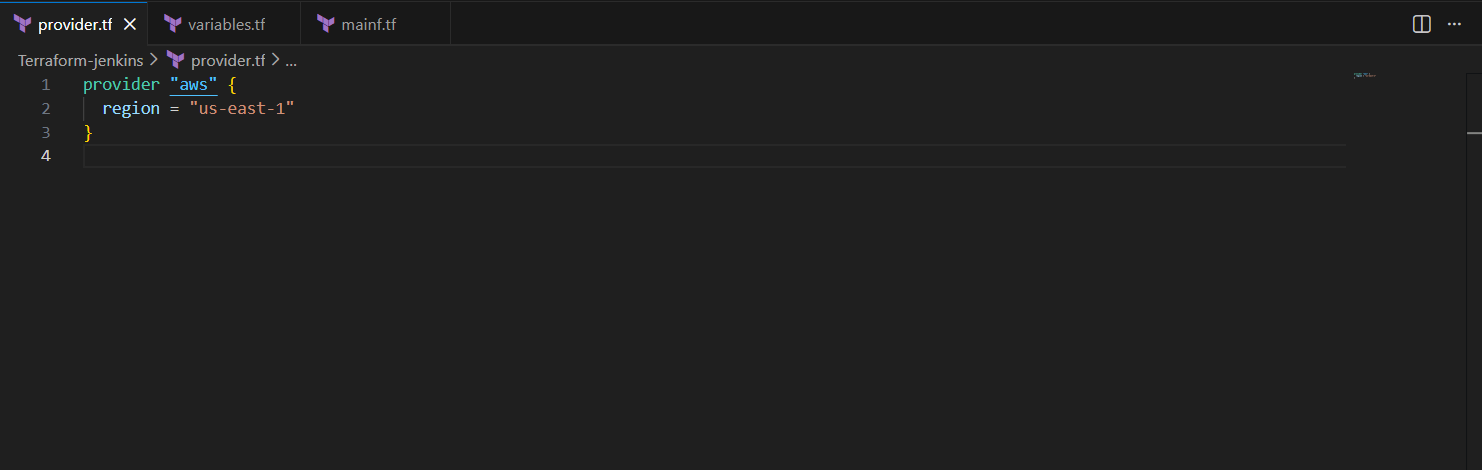 provider.tf variables.tf mainf.tf
Terraform-jenkins > provider.tf > ...
1 provider "aws" {
2 region = "us-east-1"
3 }
4